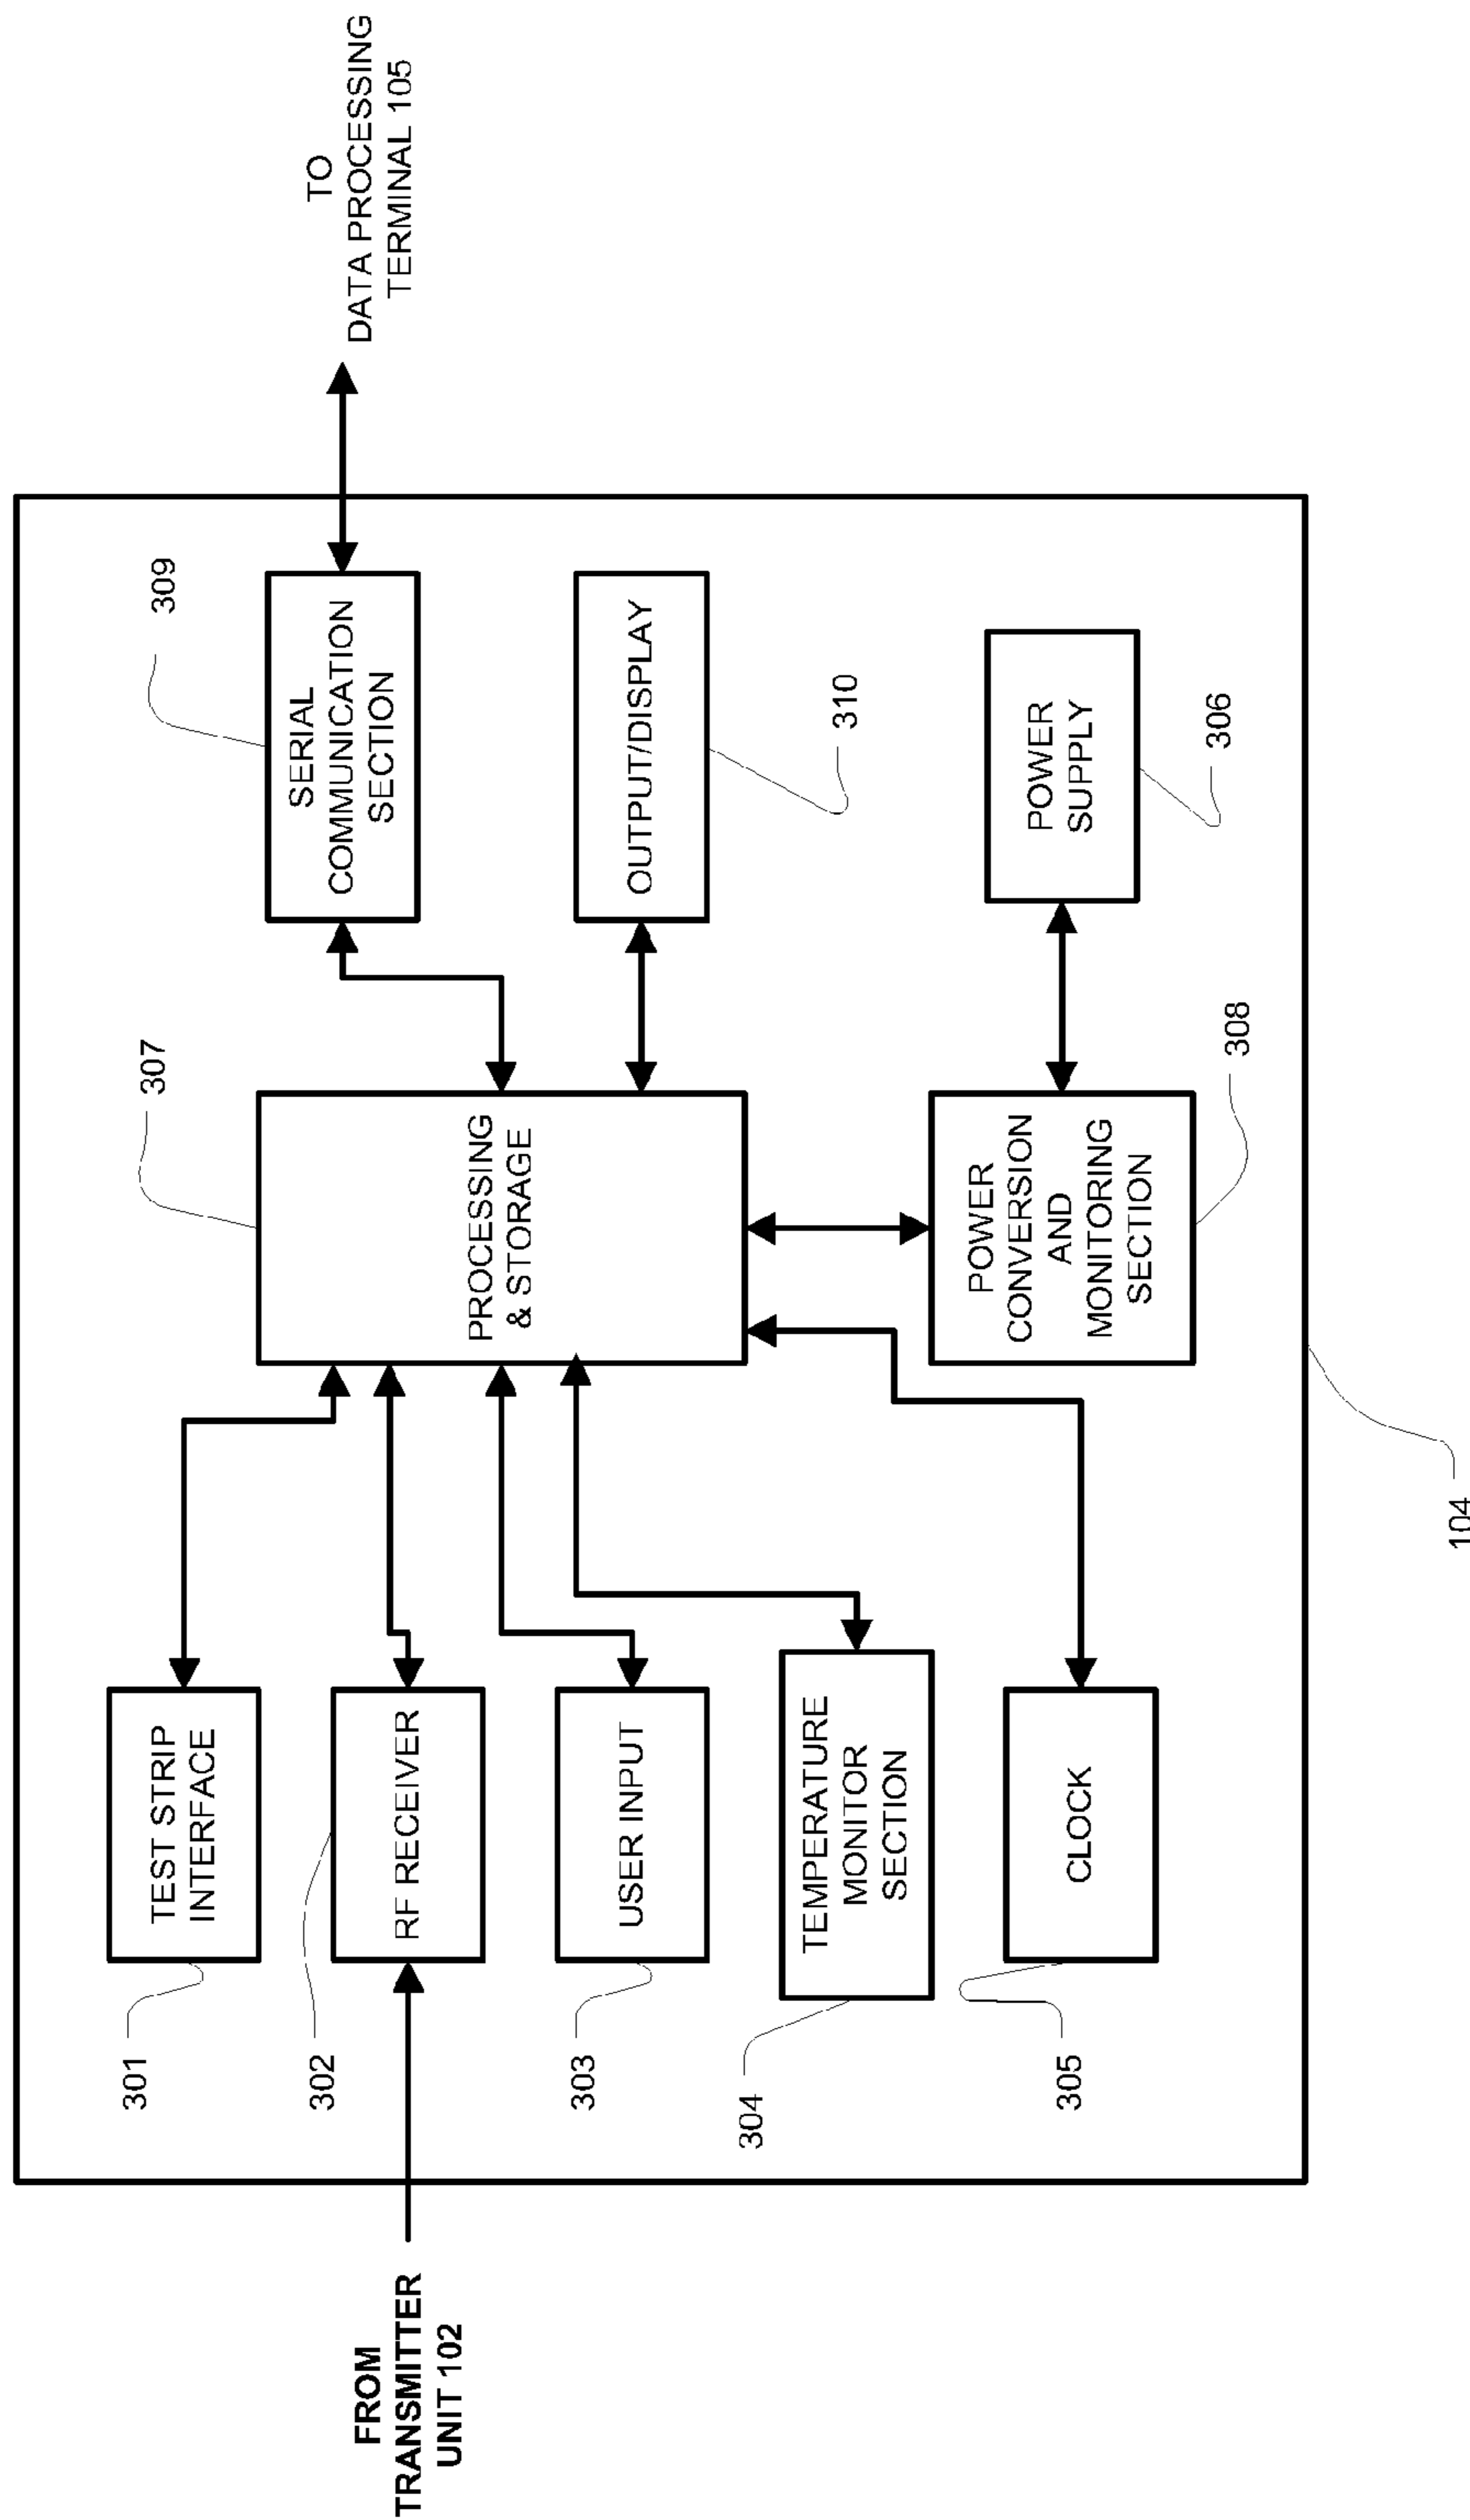 301
TEST STRIP
INTERFACE
307
309
SERIAL
COMMUNICATION
SECTION
TO
DATA PROCESSING
TERMINAL 105
FROM
TRANSMITTER
UNIT 102
302
RF RECEIVER
PROCESSING
& STORAGE
303
USER INPUT
OUTPUT/DISPLAY
310
304
TEMPERATURE
MONITOR
SECTION
305
CLOCK
POWER
CONVERSION
AND
MONITORING
SECTION
308
POWER
SUPPLY
306
104